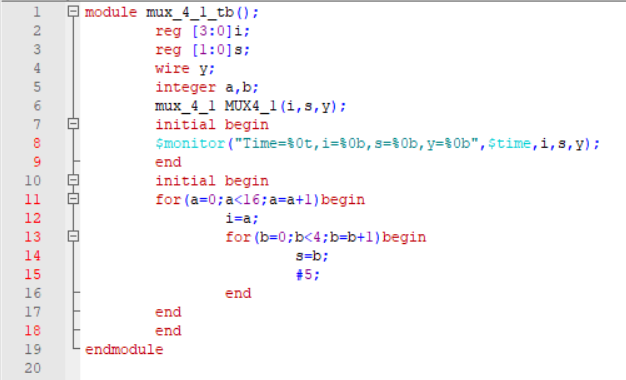 1 module mux_4_1_tb();
2 reg [3:0]i;
3 reg [1:0]s;
4 wire y;
5 integer a,b;
6 mux_4_1 MUX4_1(i,s,y);
7 initial begin
8 $monitor("Time=%0t,i=%0b,s=%0b,y=%0b",$time,i,s,y);
9 end
10 initial begin
11 for(a=0;a<16;a=a+1)begin
12 i=a;
13 for(b=0;b<4;b=b+1)begin
14 s=b;
15 #5;
16 end
17 end
18 end
19 endmodule
20